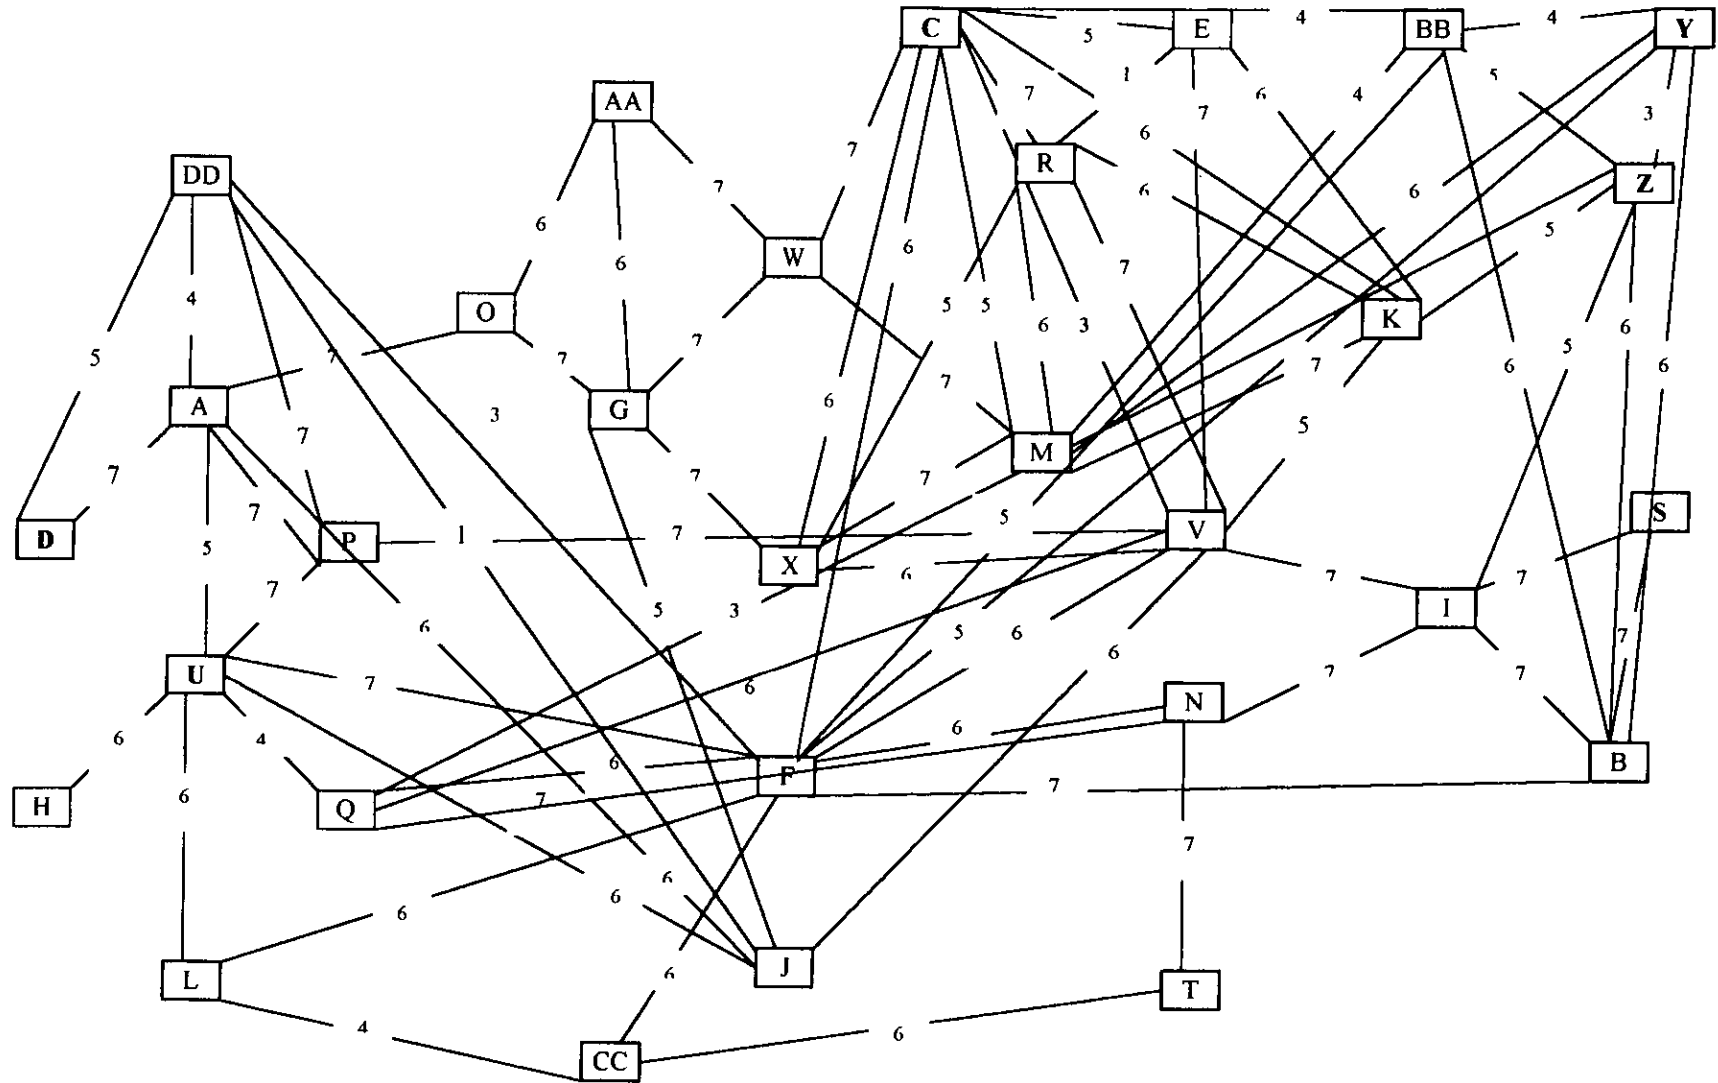 C 5 E 4 BB 4 Y
1 5
AA 7 6 7 4 3
6
7 R
DD 7 6 6 Z
6 6 W 6 5
7
4 O 5 5 6 3 K 6
5 7 7 7 6 5 6
A 3 G 6 7 7
7 7 5
7 M
D 7 5 P 1 7 X 6 5 V 7 7 S
7 5 3 I
6 5 6 6 7
U 7 6 7 7
6 4 6 N
H 6 Q 7 6 F 7 B
7
6 6 6
L 6 J T
4 CC 6